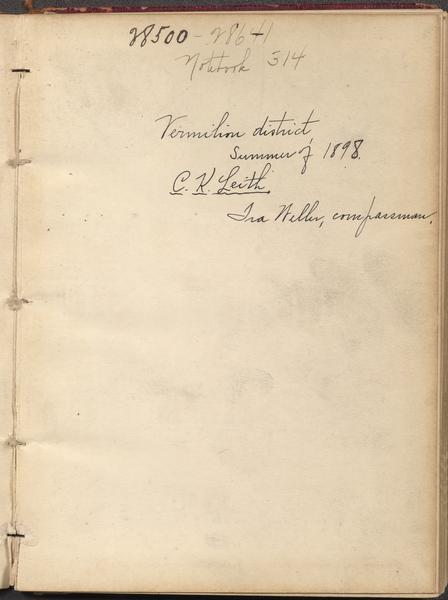 28500 - 28641
Notebook 314
Vermilion district,
Summer of 1898.
C. K. Leith.
Ira Weller, compassman.